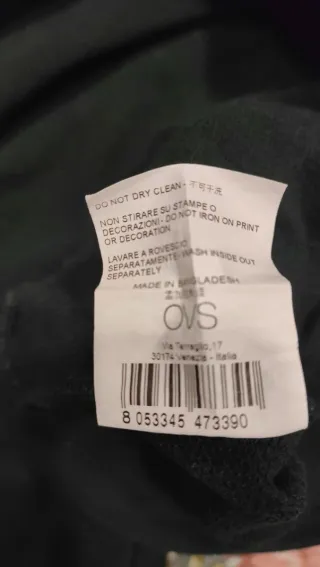 DO NOT DRY CLEAN - 不可干洗
NON STIRARE SU STAMPE O
DECORAZIONI - DO NOT IRON ON PRINT
OR DECORATION
LAVARE A ROVESCIO
SEPARATAMENTE - WASH INSIDE OUT
SEPARATELY
MADE IN BANGLADESH
OVS
Via Terraglio, 17
30174 Venezia - Italia
8 053345 473390